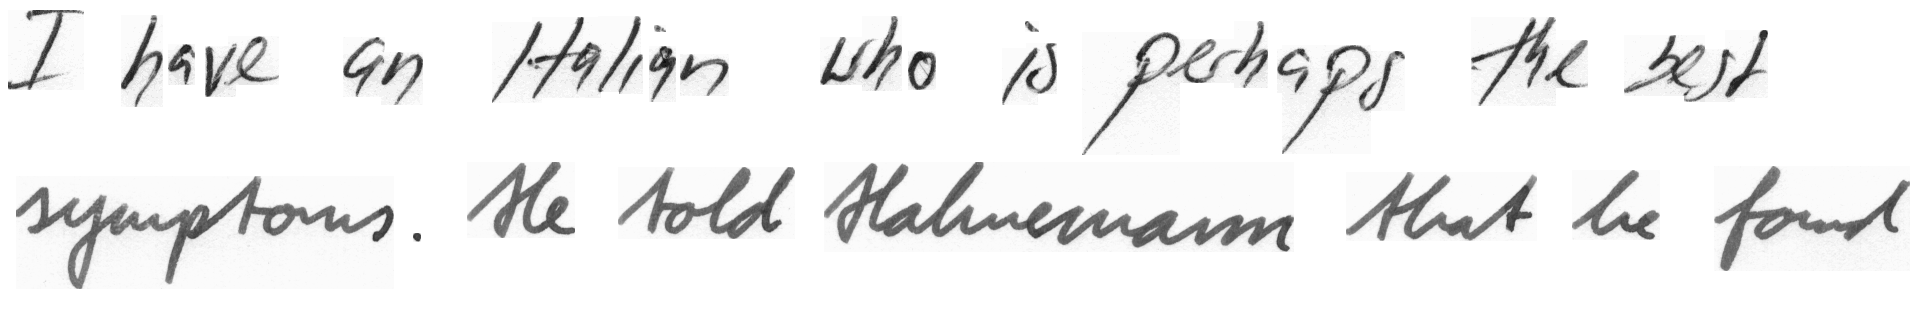 I have an Italian who is perhaps the best
symptoms. He told Hahnemann that he found